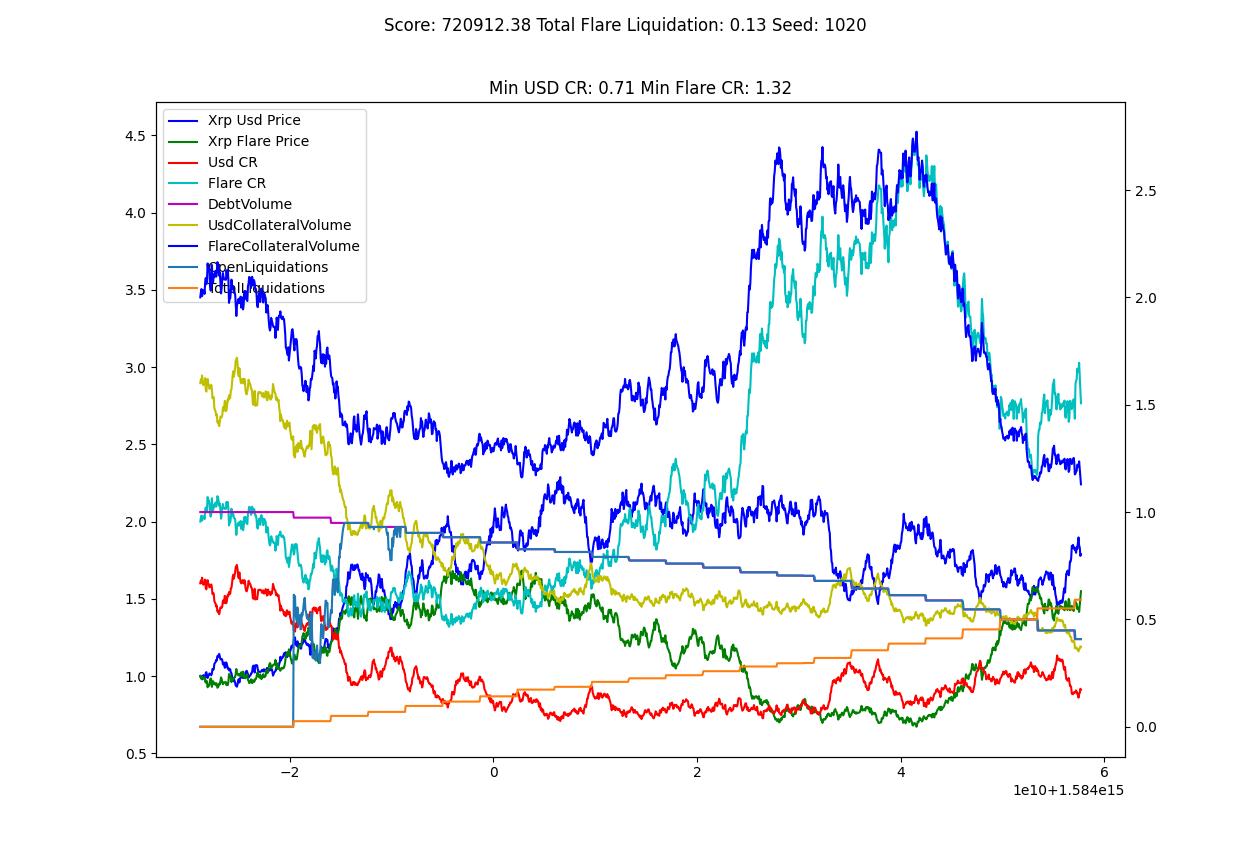 Score: 720912.38 Total Flare Liquidation: 0.13 Seed: 1020
Min USD CR: 0.71 Min Flare CR: 1.32
Xrp Usd Price
Xrp Flare Price
Usd CR
Flare CR
DebtVolume
UsdCollateralVolume
FlareCollateralVolume
OpenLiquidations
TotalLiquidations
4.5
4.0
3.5
3.0
2.5
2.0
1.5
1.0
0.5
2.5
2.0
1.5
1.0
0.5
0.0
−2
0
2
4
6
1e10+1.584e15